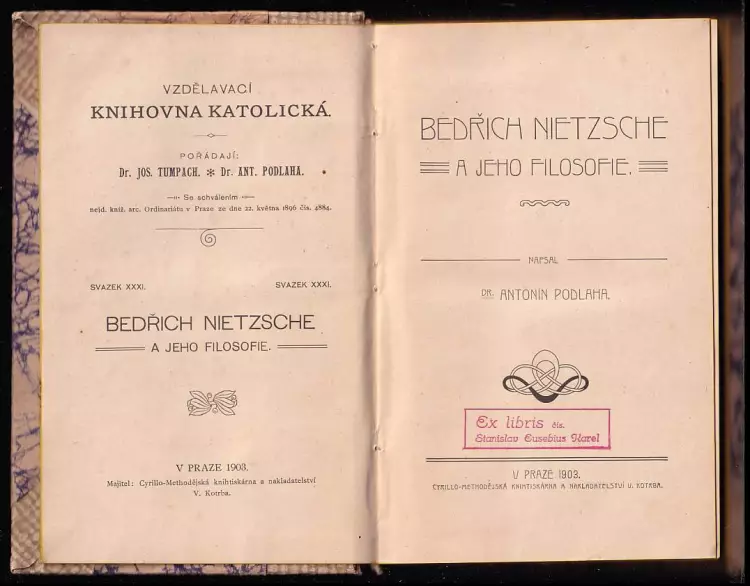 VZDĚLAVACÍ
KNIHOVNA KATOLICKÁ.
POŘÁDAJÍ:
Dr. JOS. TUMPACH. ✻ Dr. ANT. PODLAHA.
Se schválením
nejd. kníž. arc. Ordinariátu v Praze ze dne 22. května 1896 čís. 4884.
SVAZEK XXXI. SVAZEK XXXI.
BEDŘICH NIETZSCHE
A JEHO FILOSOFIE.
V PRAZE 1903.
Majitel: Cyrillo-Methodějská knihtiskárna a nakladatelství
V. Kotrba.
BEDŘICH NIETZSCHE
A JEHO FILOSOFIE.
NAPSAL
DR. ANTONÍN PODLAHA.
Ex libris čís.
Stanislav Eusebius Karel
V PRAZE 1903.
CYRILLO-METHODĚJSKÁ KNIHTISKÁRNA A NAKLADATELSTVÍ V. KOTRBA.